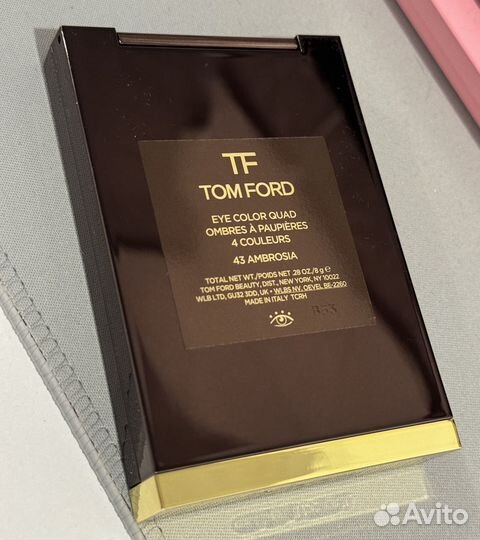 TF
TOM FORD
EYE COLOR QUAD
OMBRES À PAUPIÈRES
4 COULEURS
43 AMBROSIA
TOTAL NET WT./POIDS NET .28 OZ./8 g ℮
TOM FORD BEAUTY, DIST., NEW YORK, NY 10022
WLB LTD, GU32 3DD, UK • WLBS NV, OEVEL BE-2260
MADE IN ITALY TCRH
B53
Avito